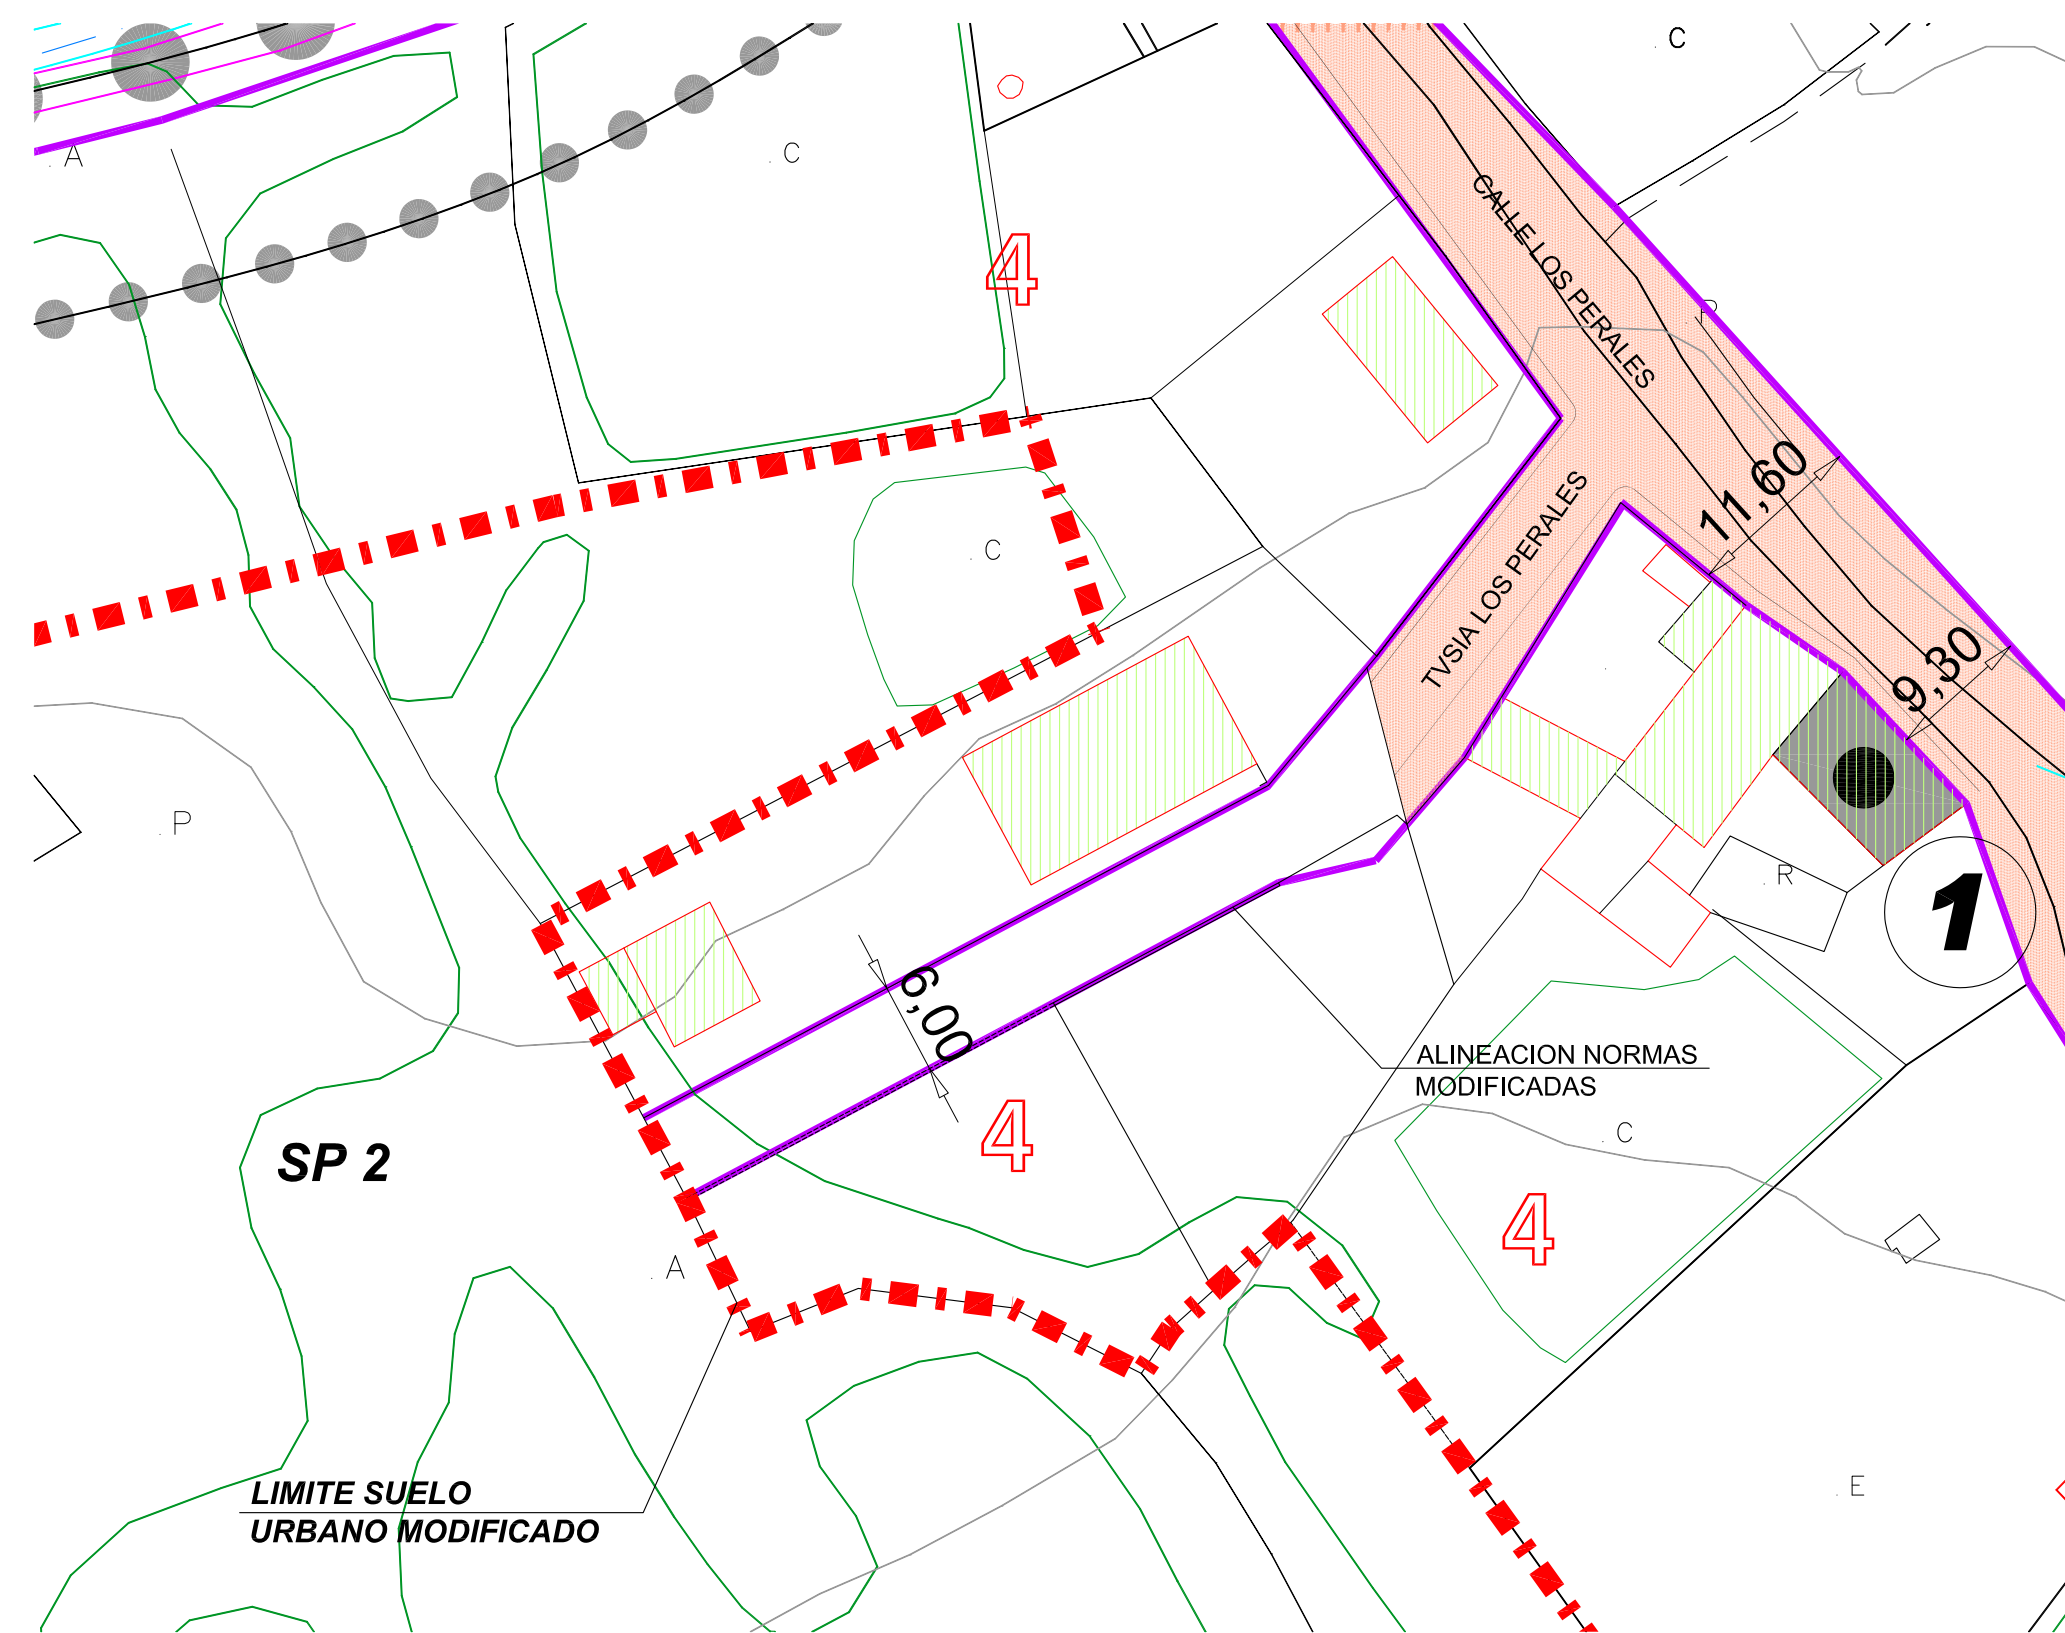 C
A
C
4
CALLE LOS PERALES
P
11,60
TVSIA LOS PERALES
C
9,30
P
R
1
6,00
ALINEACION NORMAS
MODIFICADAS
4
C
SP 2
4
A
LIMITE SUELO
URBANO MODIFICADO
E